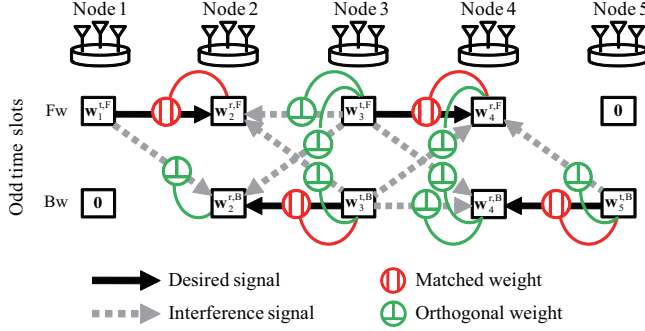 Node 1 Node 2 Node 3 Node 4 Node 5
Odd time slots
Fw w₁ᵗ,ꟳ w₂ʳ,ꟳ w₃ᵗ,ꟳ w₄ʳ,ꟳ 0
Bw 0 w₂ʳ,ᴮ w₃ᵗ,ᴮ w₄ʳ,ᴮ w₅ᵗ,ᴮ
Desired signal Matched weight
Interference signal Orthogonal weight